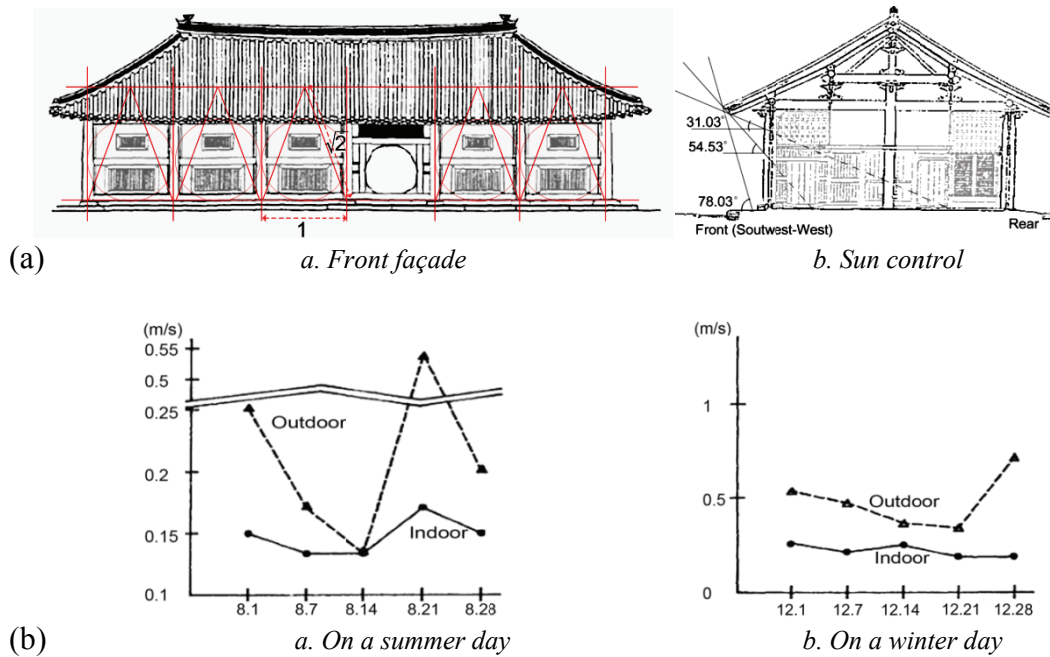 2
1
31.03°
54.53°
78.03°
Front (Soutwest-West)
Rear
(a)
a. Front façade
b. Sun control
(m/s)
0.55
0.5
0.25
0.2
0.15
0.1
Outdoor
Indoor
8.1 8.7 8.14 8.21 8.28
(m/s)
1
0.5
0
Outdoor
Indoor
12.1 12.7 12.14 12.21 12.28
(b)
a. On a summer day
b. On a winter day